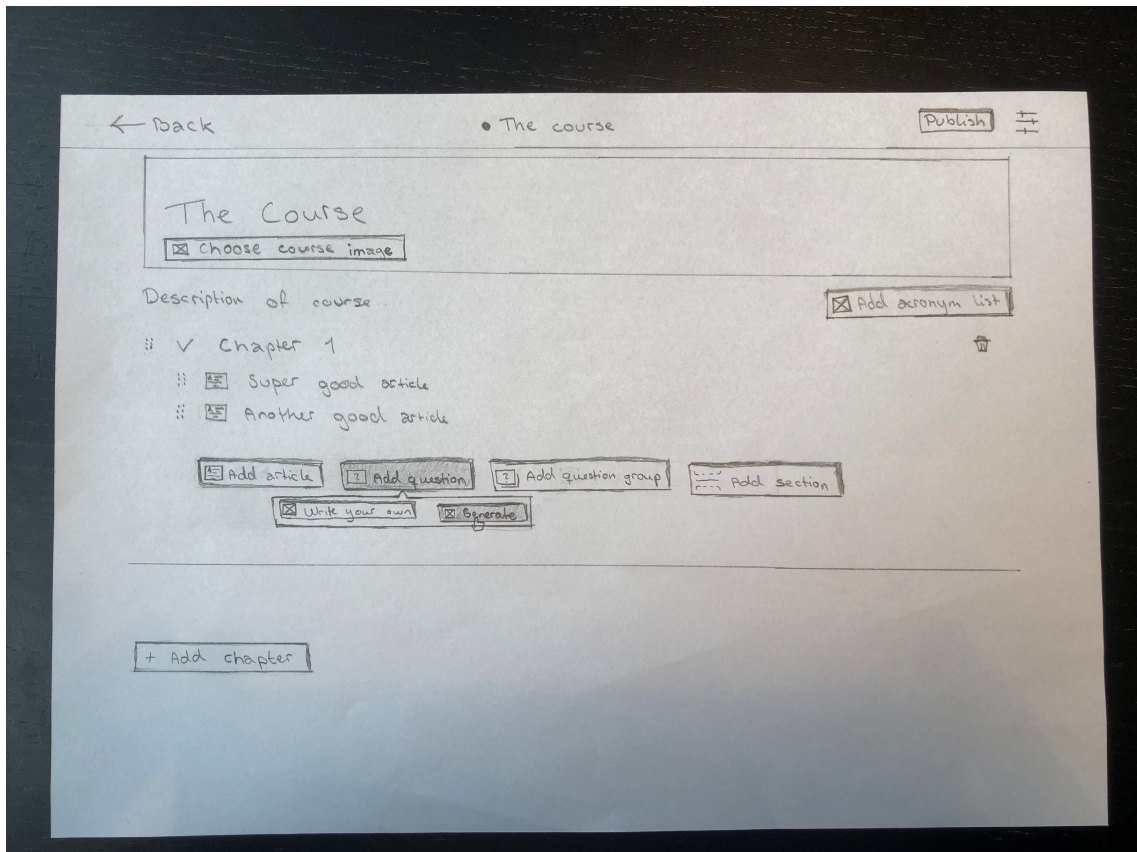 ← Back
• The course
Publish
The Course
Choose course image
Description of course
Add acronym list
Chapter 1
Super good article
Another good article
Add article
? Add question
? Add question group
Add section
Write your own
Generate
+ Add chapter